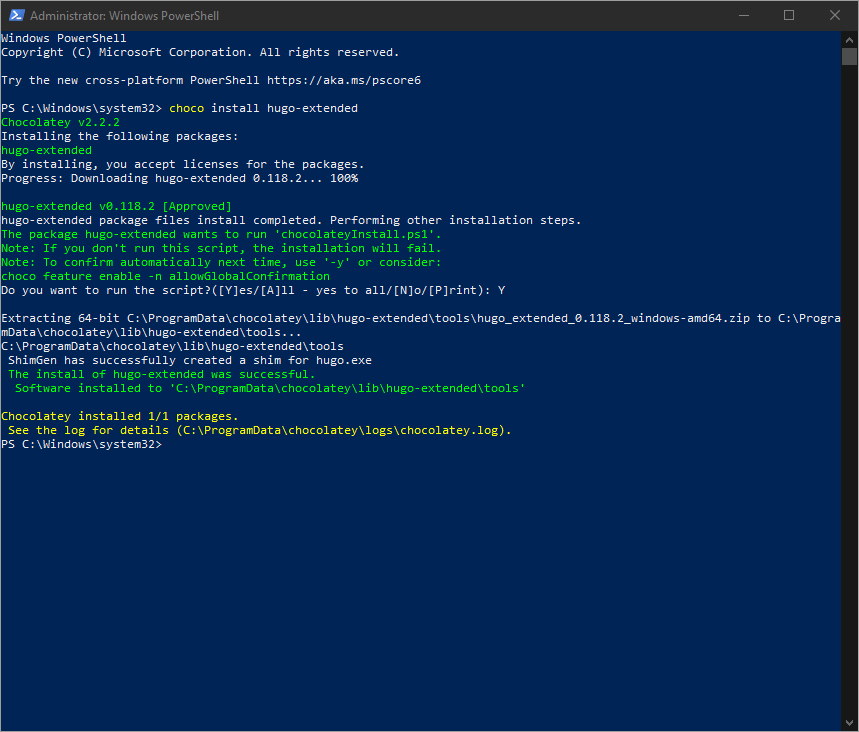 Administrator: Windows PowerShell
Windows PowerShell
Copyright (C) Microsoft Corporation. All rights reserved.
Try the new cross-platform PowerShell https://aka.ms/pscore6
PS C:\Windows\system32> choco install hugo-extended
Chocolatey v2.2.2
Installing the following packages:
hugo-extended
By installing, you accept licenses for the packages.
Progress: Downloading hugo-extended 0.118.2... 100%
hugo-extended v0.118.2 [Approved]
hugo-extended package files install completed. Performing other installation steps.
The package hugo-extended wants to run 'chocolateyInstall.ps1'.
Note: If you don't run this script, the installation will fail.
Note: To confirm automatically next time, use '-y' or consider:
choco feature enable -n allowGlobalConfirmation
Do you want to run the script?([Y]es/[A]ll - yes to all/[N]o/[P]rint): Y
Extracting 64-bit C:\ProgramData\chocolatey\lib\hugo-extended\tools\hugo_extended_0.118.2_windows-amd64.zip to C:\Progra
mData\chocolatey\lib\hugo-extended\tools...
C:\ProgramData\chocolatey\lib\hugo-extended\tools
ShimGen has successfully created a shim for hugo.exe
The install of hugo-extended was successful.
Software installed to 'C:\ProgramData\chocolatey\lib\hugo-extended\tools'
Chocolatey installed 1/1 packages.
See the log for details (C:\ProgramData\chocolatey\logs\chocolatey.log).
PS C:\Windows\system32>